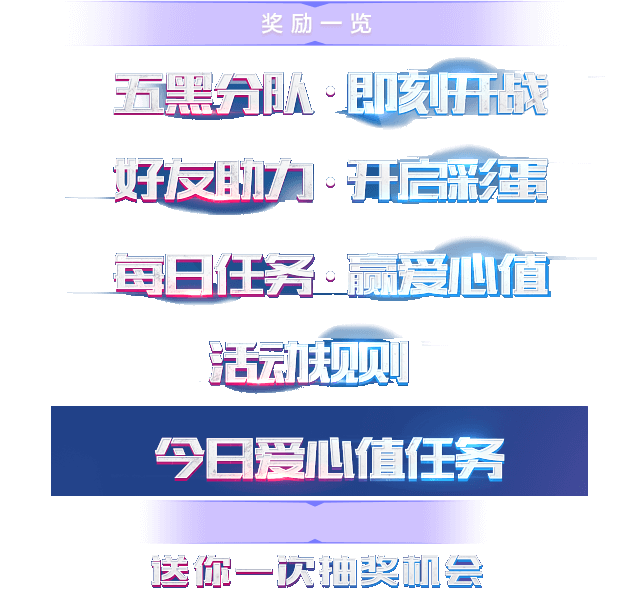 奖励一览
五黑分队·即刻开战
好友助力·开启彩蛋
每日任务·赢爱心值
活动规则
今日爱心值任务
送你一次抽奖机会